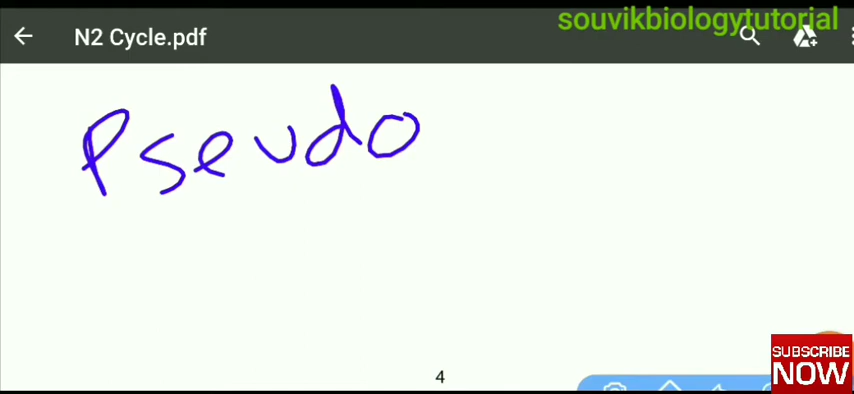 souvikbiologytutorial
N2 Cycle.pdf
Pseudo
SUBSCRIBE
NOW
4